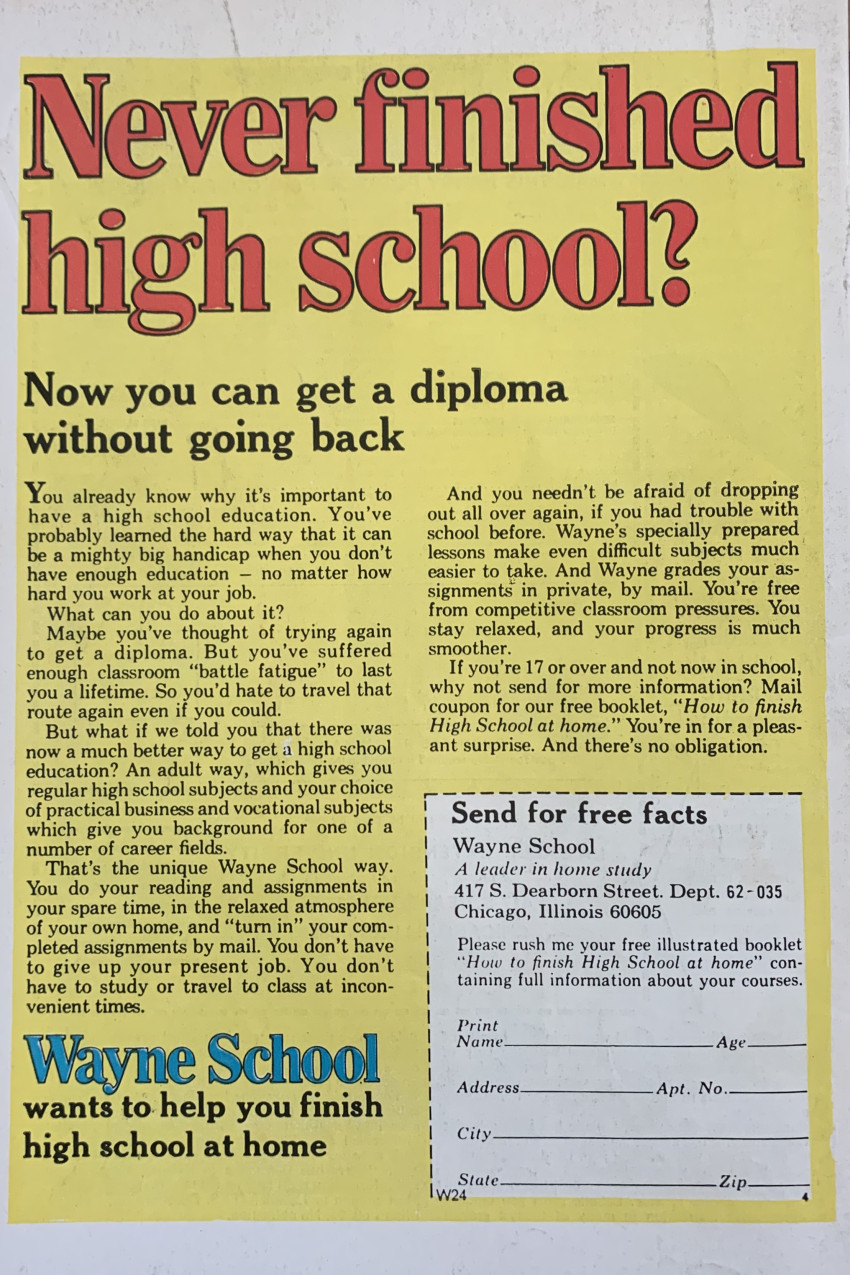 Never finished
high school?
Now you can get a diploma
without going back
You already know why it's important to
have a high school education. You've
probably learned the hard way that it can
be a mighty big handicap when you don't
have enough education — no matter how
hard you work at your job.
What can you do about it?
Maybe you've thought of trying again
to get a diploma. But you've suffered
enough classroom "battle fatigue" to last
you a lifetime. So you'd hate to travel that
route again even if you could.
But what if we told you that there was
now a much better way to get a high school
education? An adult way, which gives you
regular high school subjects and your choice
of practical business and vocational subjects
which give you background for one of a
number of career fields.
That's the unique Wayne School way.
You do your reading and assignments in
your spare time, in the relaxed atmosphere
of your own home, and "turn in" your com-
pleted assignments by mail. You don't have
to give up your present job. You don't
have to study or travel to class at incon-
venient times.
Wayne School
wants to help you finish
high school at home
And you needn't be afraid of dropping
out all over again, if you had trouble with
school before. Wayne's specially prepared
lessons make even difficult subjects much
easier to take. And Wayne grades your as-
signments in private, by mail. You're free
from competitive classroom pressures. You
stay relaxed, and your progress is much
smoother.
If you're 17 or over and not now in school,
why not send for more information? Mail
coupon for our free booklet, "How to finish
High School at home." You're in for a pleas-
ant surprise. And there's no obligation.
Send for free facts
Wayne School
A leader in home study
417 S. Dearborn Street. Dept. 62-035
Chicago, Illinois 60605
Please rush me your free illustrated booklet
"How to finish High School at home" con-
taining full information about your courses.
Print
Name Age
Address Apt. No.
City
State Zip
W24 4